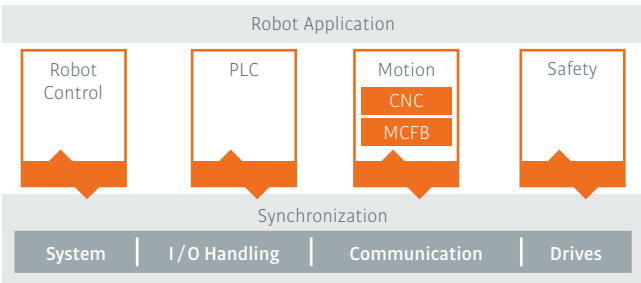 Robot Application
Robot
Control
PLC
Motion
CNC
MCFB
Safety
Synchronization
System
I/O Handling
Communication
Drives